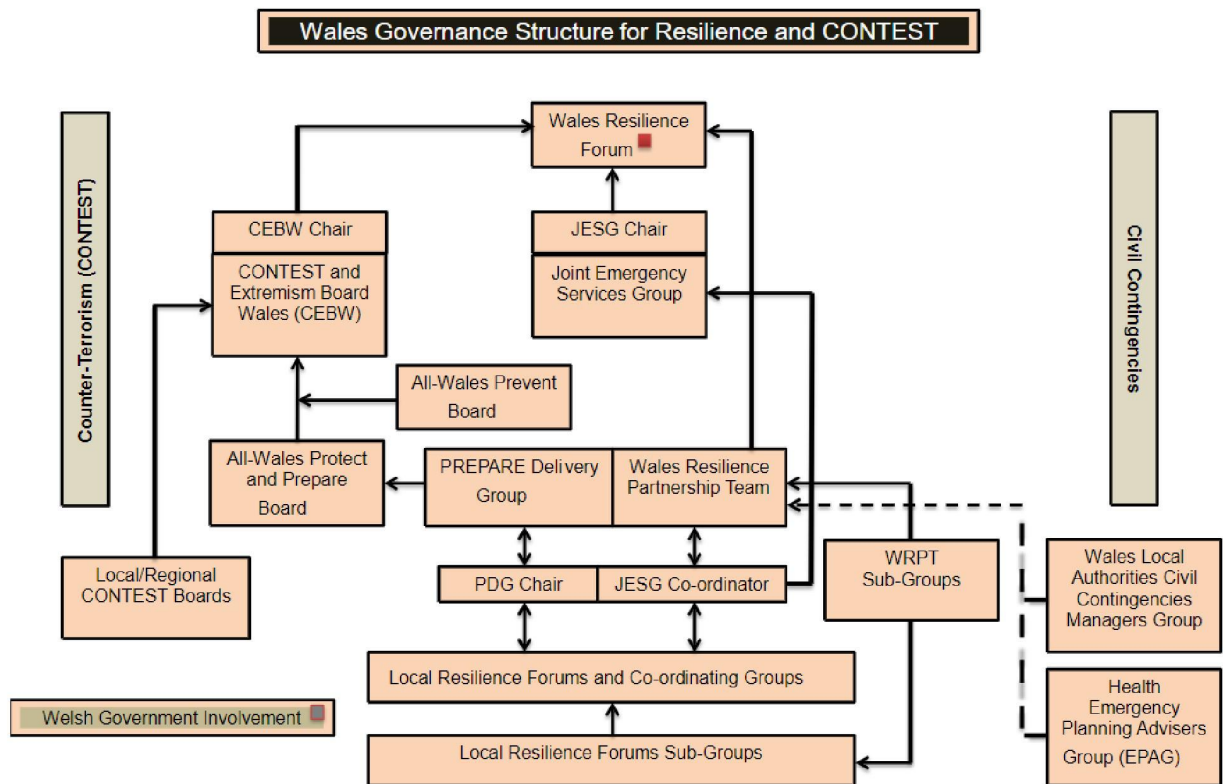 Wales Governance Structure for Resilience and CONTEST
Counter-Terrorism (CONTEST)
Civil Contingencies
Wales Resilience
Forum
CEBW Chair
CONTEST and
Extremism Board
Wales (CEBW)
JESG Chair
Joint Emergency
Services Group
All-Wales Prevent
Board
All-Wales Protect
and Prepare
Board
PREPARE Delivery
Group
Wales Resilience
Partnership Team
Local/Regional
CONTEST Boards
PDG Chair
JESG Co-ordinator
WRPT
Sub-Groups
Wales Local
Authorities Civil
Contingencies
Managers Group
Local Resilience Forums and Co-ordinating Groups
Health
Emergency
Planning Advisers
Group (EPAG)
Welsh Government Involvement
Local Resilience Forums Sub-Groups